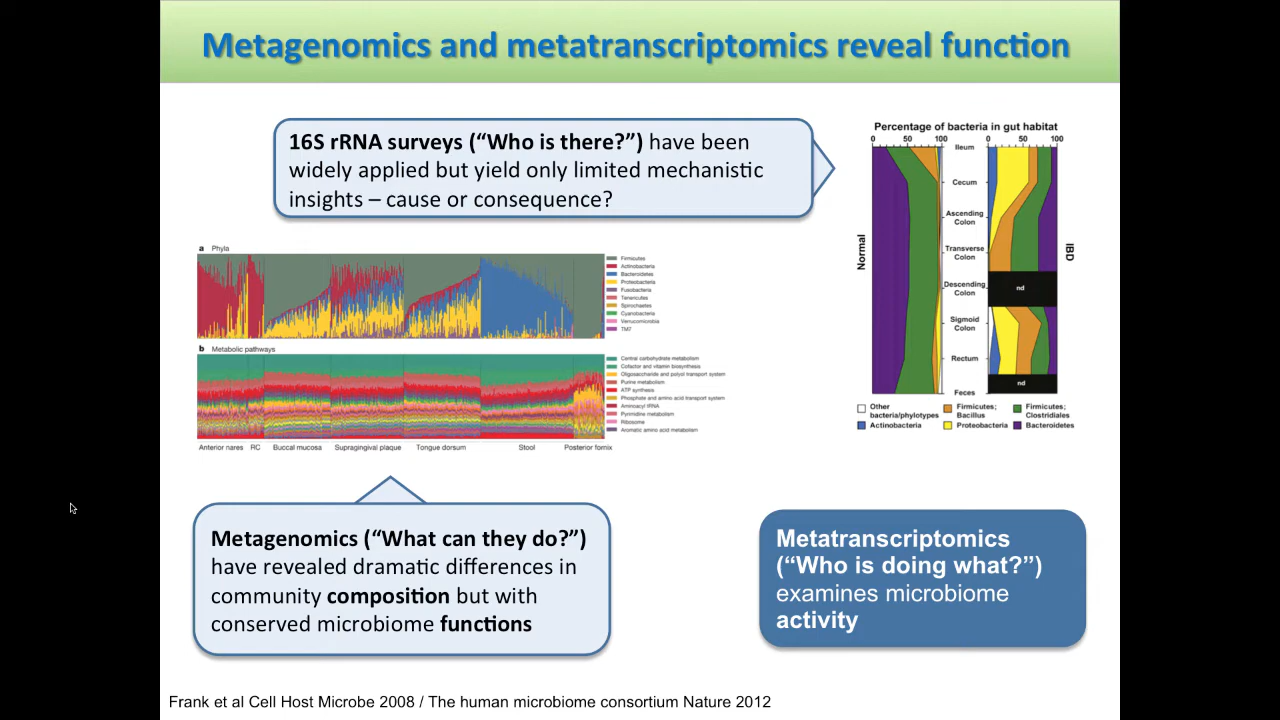 Metagenomics and metatranscriptomics reveal function
16S rRNA surveys (“Who is there?”) have been
widely applied but yield only limited mechanistic
insights – cause or consequence?
Percentage of bacteria in gut habitat
0 50 100 0 50 100
Ileum
Cecum
Ascending
Colon
Transverse
Colon
Descending
Colon
Sigmoid
Colon
Rectum
Feces
Normal
IBD
nd
nd
Other
bacteria/phylotypes
Firmicutes;
Bacillus
Firmicutes;
Clostridiales
Actinobacteria
Proteobacteria
Bacteroidetes
a Phyla
Firmicutes
Actinobacteria
Bacteroidetes
Proteobacteria
Fusobacteria
Tenericutes
Spirochaetes
Cyanobacteria
Verrucomicrobia
TM7
b Metabolic pathways
Central carbohydrate metabolism
Cofactor and vitamin biosynthesis
Oligosaccharide and polyol transport system
Purine metabolism
ATP synthesis
Phosphate and amino acid transport system
Aminoacyl tRNA
Pyrimidine metabolism
Ribosome
Aromatic amino acid metabolism
Anterior nares RC Buccal mucosa Supragingival plaque Tongue dorsum Stool Posterior fornix
Metagenomics (“What can they do?”)
have revealed dramatic differences in
community composition but with
conserved microbiome functions
Metatranscriptomics
(“Who is doing what?”)
examines microbiome
activity
Frank et al Cell Host Microbe 2008 / The human microbiome consortium Nature 2012